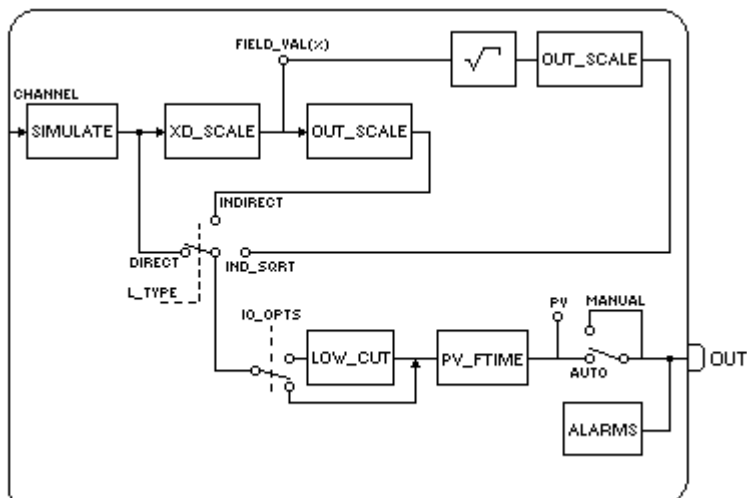 FIELD_VAL(%)
√
OUT_SCALE
CHANNEL
SIMULATE
XD_SCALE
OUT_SCALE
INDIRECT
DIRECT
IND_SQRT
L_TYPE
IO_OPTS
PV
MANUAL
LOW_CUT
PV_FTIME
OUT
AUTO
ALARMS